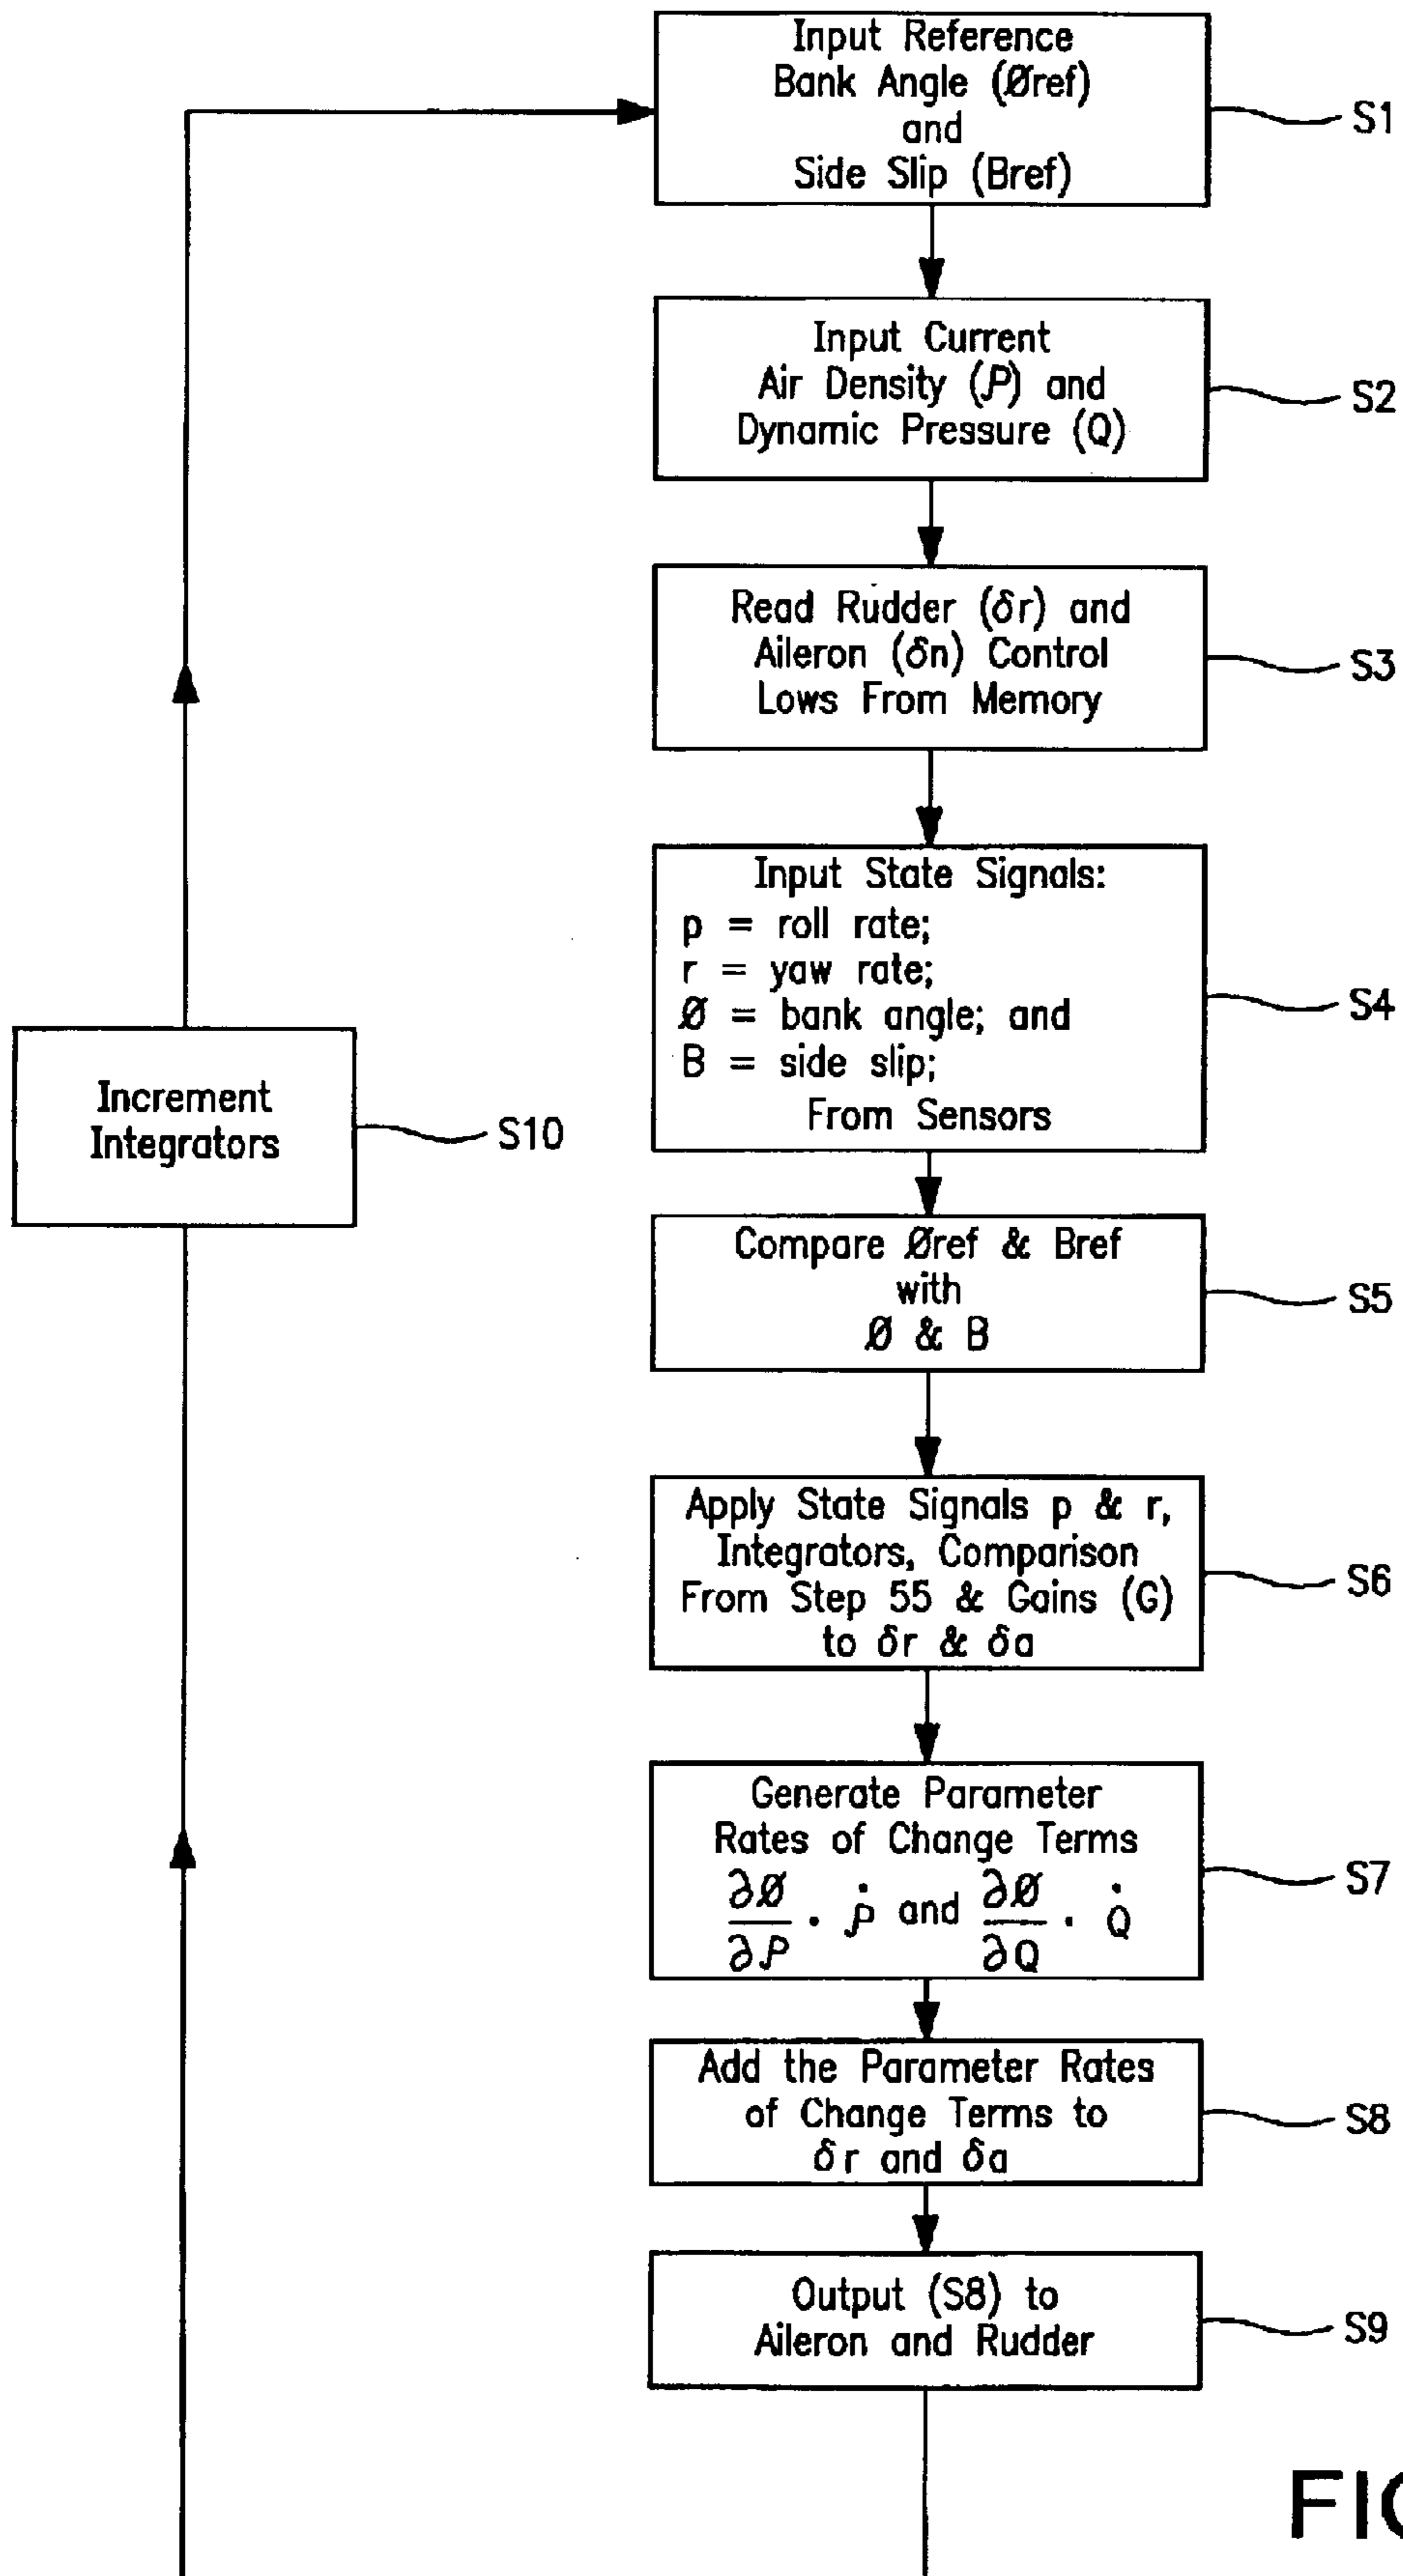 Input Reference
Bank Angle (Øref)
and
Side Slip (Bref)
S1
Input Current
Air Density (ρ) and
Dynamic Pressure (Q)
S2
Read Rudder (δr) and
Aileron (δn) Control
Lows From Memory
S3
Input State Signals:
p = roll rate;
r = yaw rate;
Ø = bank angle; and
B = side slip;
From Sensors
S4
Increment
Integrators
S10
Compare Øref & Bref
with
Ø & B
S5
Apply State Signals p & r,
Integrators, Comparison
From Step 55 & Gains (G)
to δr & δa
S6
Generate Parameter
Rates of Change Terms
∂Ø/∂ρ · ρ̇ and ∂Ø/∂Q · Q̇
S7
Add the Parameter Rates
of Change Terms to
δr and δa
S8
Output (S8) to
Aileron and Rudder
S9